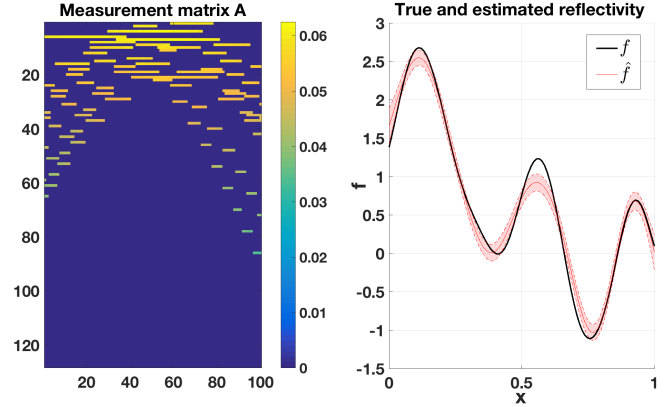 Measurement matrix A
20
40
60
80
100
120
20 40 60 80 100
0.06
0.05
0.04
0.03
0.02
0.01
0
True and estimated reflectivity
f
f̂
3
2.5
2
1.5
1
0.5
0
-0.5
-1
-1.5
f
0 0.5 1
x